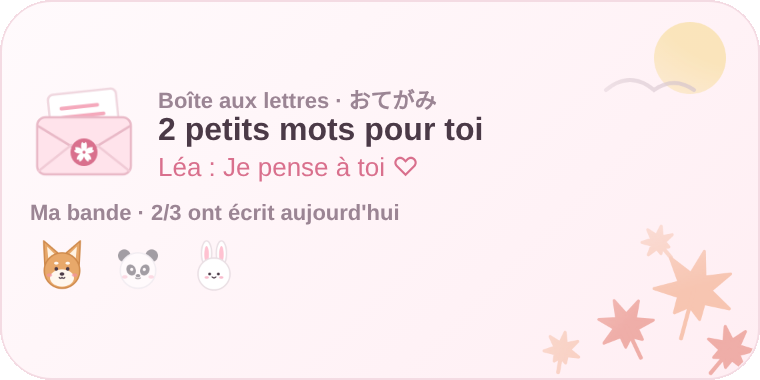 Boîte aux lettres · おてがみ
2 petits mots pour toi
Léa : Je pense à toi ♡
Ma bande · 2/3 ont écrit aujourd'hui